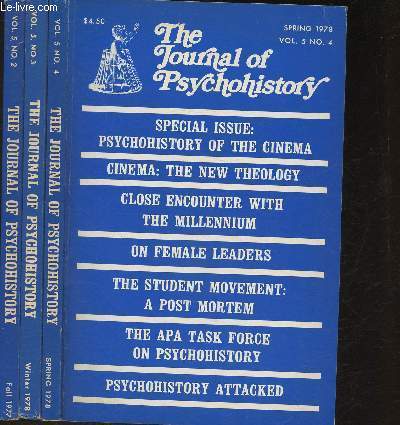 le-livre.com
VOL. 5, NO. 2
THE JOURNAL OF PSYCHOHISTORY
Fall 1977
VOL. 5, NO. 3
THE JOURNAL OF PSYCHOHISTORY
Winter 1978
VOL. 5, NO. 4
THE JOURNAL OF PSYCHOHISTORY
SPRING 1978
$4.50
The
Journal of
Psychohistory
SPRING 1978
VOL. 5 NO. 4
SPECIAL ISSUE:
PSYCHOHISTORY OF THE CINEMA
CINEMA: THE NEW THEOLOGY
CLOSE ENCOUNTER WITH
THE MILLENNIUM
ON FEMALE LEADERS
THE STUDENT MOVEMENT:
A POST MORTEM
THE APA TASK FORCE
ON PSYCHOHISTORY
PSYCHOHISTORY ATTACKED